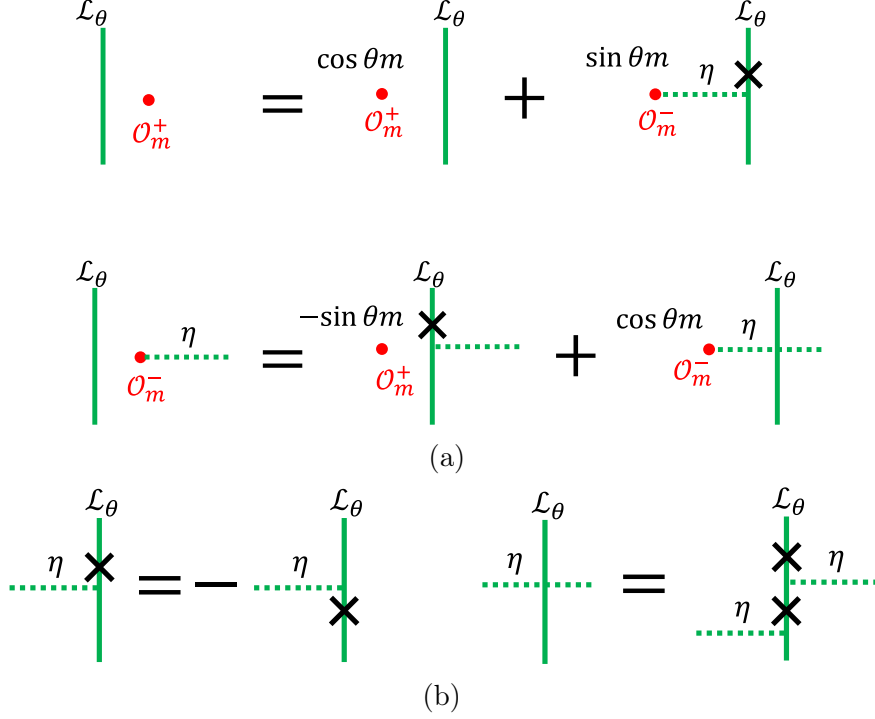 ℒ_θ ℒ_θ ℒ_θ
cos θm sin θm η
= +
𝒪_m^+ 𝒪_m^+ 𝒪_m^-
ℒ_θ ℒ_θ ℒ_θ
η −sin θm cos θm η
= +
𝒪_m^- 𝒪_m^+ 𝒪_m^-
(a)
ℒ_θ ℒ_θ ℒ_θ ℒ_θ
η η η η
= − =
η
(b)